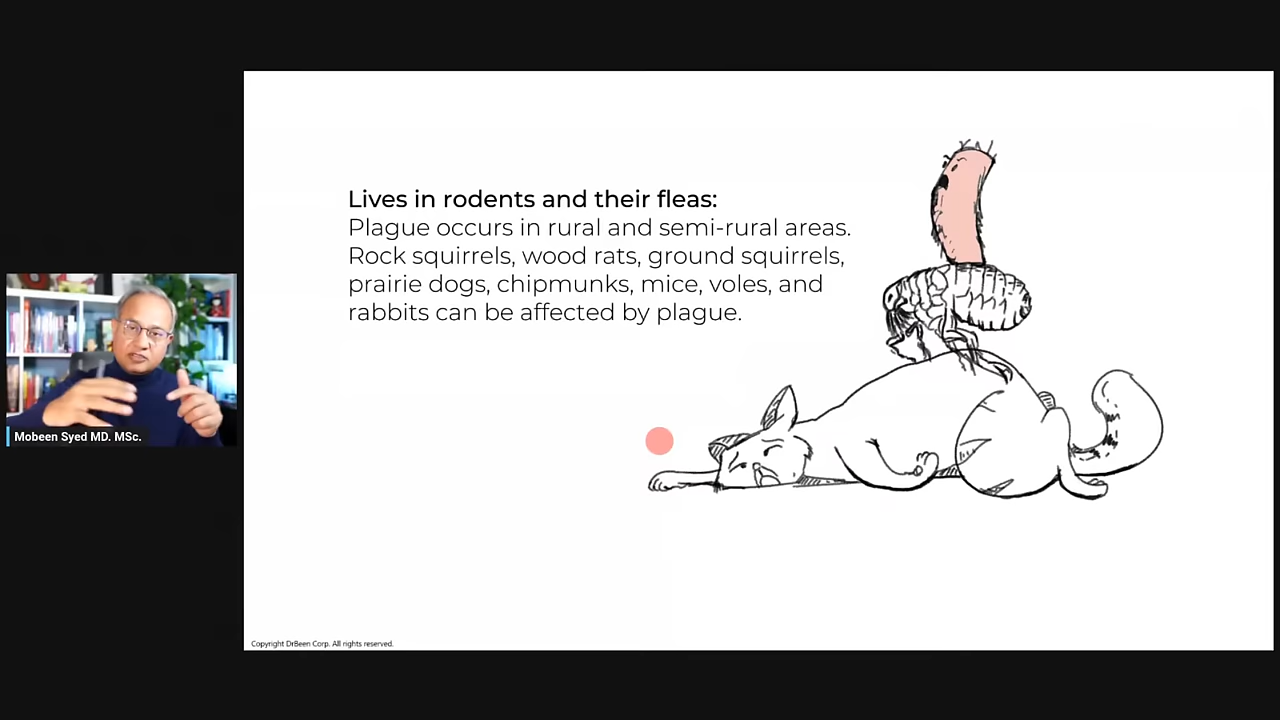 Lives in rodents and their fleas:
Plague occurs in rural and semi-rural areas.
Rock squirrels, wood rats, ground squirrels,
prairie dogs, chipmunks, mice, voles, and
rabbits can be affected by plague.
Mobeen Syed MD. MSc.
Copyright DrBeen Corp. All rights reserved.